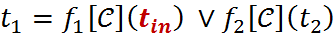 t₁ = f₁[𝒞](t_in) ∨ f₂[𝒞](t₂)